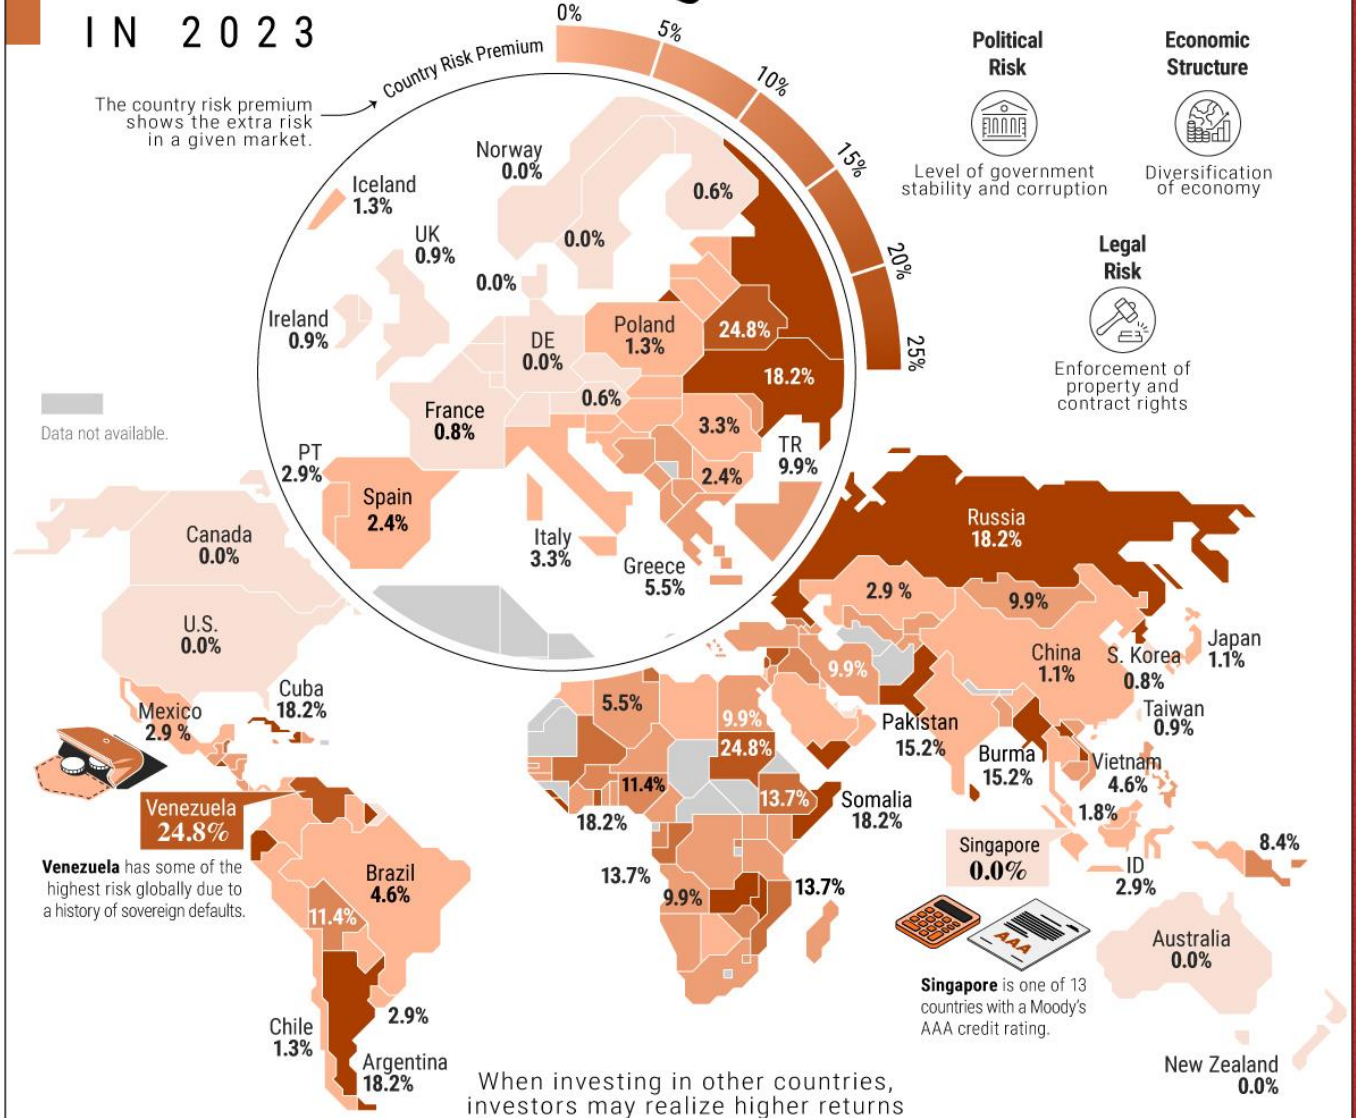 IN 2023
Country Risk Premium
0%
5%
10%
15%
20%
25%
The country risk premium
shows the extra risk
in a given market.
Political
Risk
Level of government
stability and corruption
Economic
Structure
Diversification
of economy
Legal
Risk
Enforcement of
property and
contract rights
Data not available.
Norway
0.0%
Iceland
1.3%
UK
0.9%
0.6%
0.0%
0.0%
Ireland
0.9%
DE
0.0%
Poland
1.3%
24.8%
18.2%
0.6%
France
0.8%
3.3%
2.4%
TR
9.9%
PT
2.9%
Spain
2.4%
Italy
3.3%
Greece
5.5%
Canada
0.0%
U.S.
0.0%
Cuba
18.2%
Mexico
2.9 %
Venezuela
24.8%
Venezuela has some of the
highest risk globally due to
a history of sovereign defaults.
Brazil
4.6%
11.4%
2.9%
Chile
1.3%
Argentina
18.2%
5.5%
9.9%
24.8%
11.4%
13.7%
18.2%
Somalia
18.2%
13.7%
9.9%
13.7%
Russia
18.2%
2.9 %
9.9%
9.9%
China
1.1%
S. Korea
0.8%
Japan
1.1%
Taiwan
0.9%
Pakistan
15.2%
Burma
15.2%
Vietnam
4.6%
1.8%
Singapore
0.0%
ID
2.9%
8.4%
Australia
0.0%
AAA
Singapore is one of 13
countries with a Moody's
AAA credit rating.
New Zealand
0.0%
When investing in other countries,
investors may realize higher returns